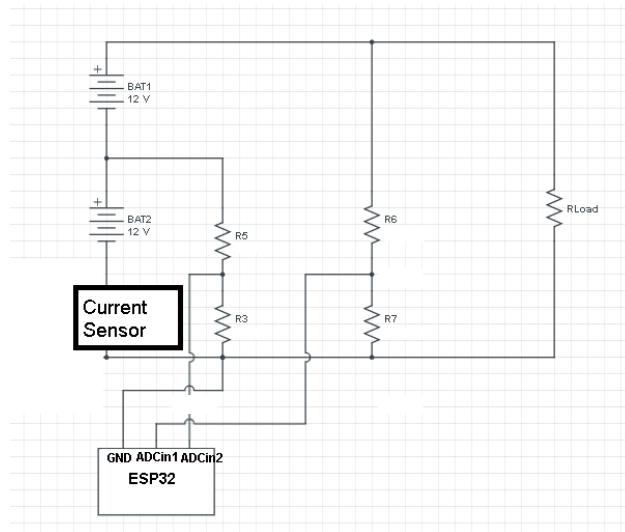 +
BAT1
12 V
+
BAT2
12 V
R5
R6
RLoad
Current
Sensor
R3
R7
GND ADCin1 ADCin2
ESP32